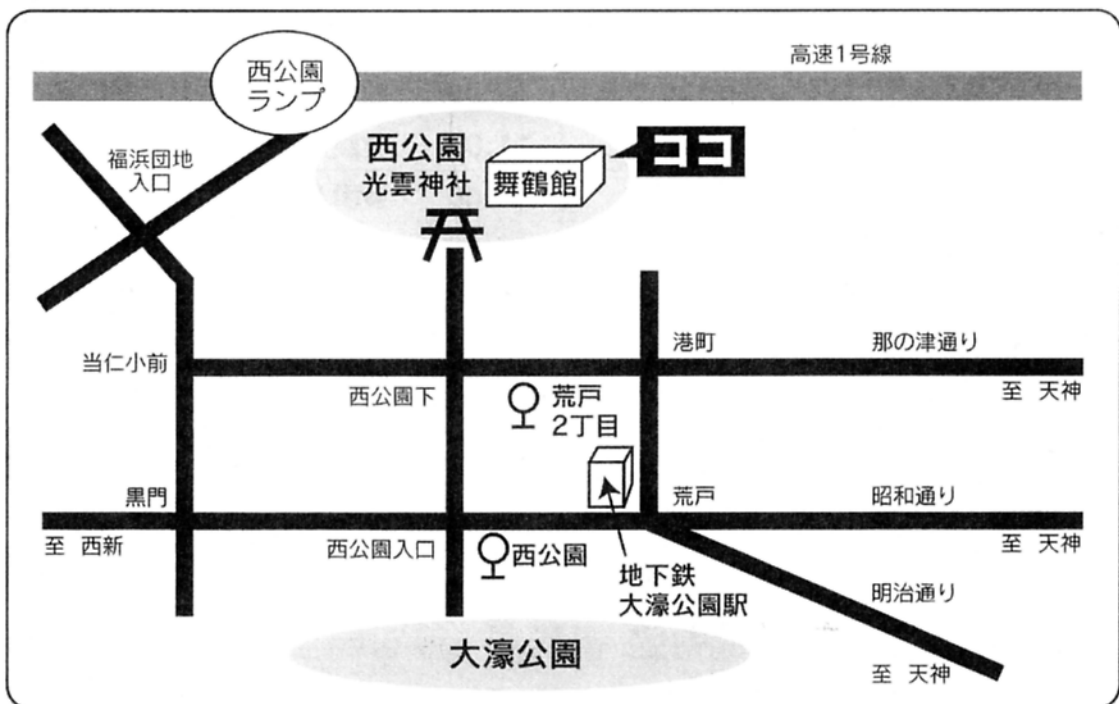 高速1号線
西公園
ランプ
福浜団地
入口
西公園
光雲神社
舞鶴館
ココ
当仁小前
港町
那の津通り
至 天神
西公園下
荒戸
2丁目
黒門
荒戸
昭和通り
至 西新
西公園入口
西公園
地下鉄
大濠公園駅
至 天神
明治通り
大濠公園
至 天神